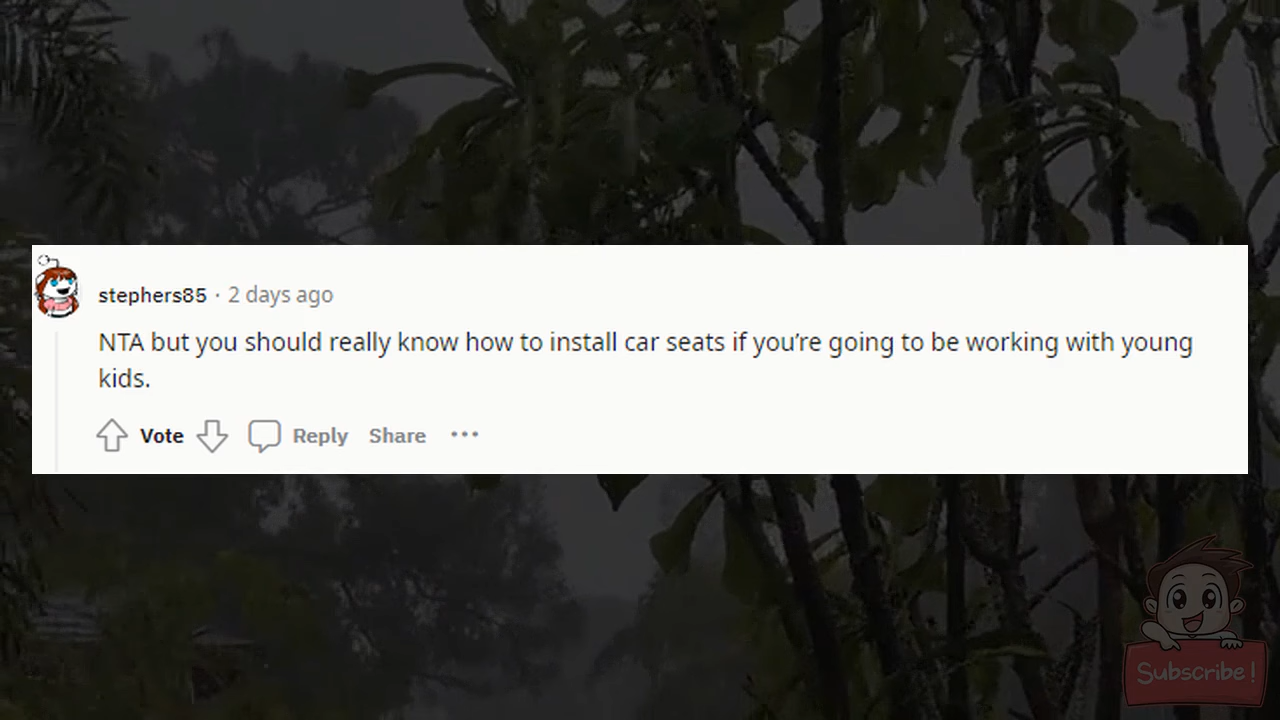 stephers85 · 2 days ago
NTA but you should really know how to install car seats if you’re going to be working with young
kids.
Vote Reply Share ···
Subscribe!